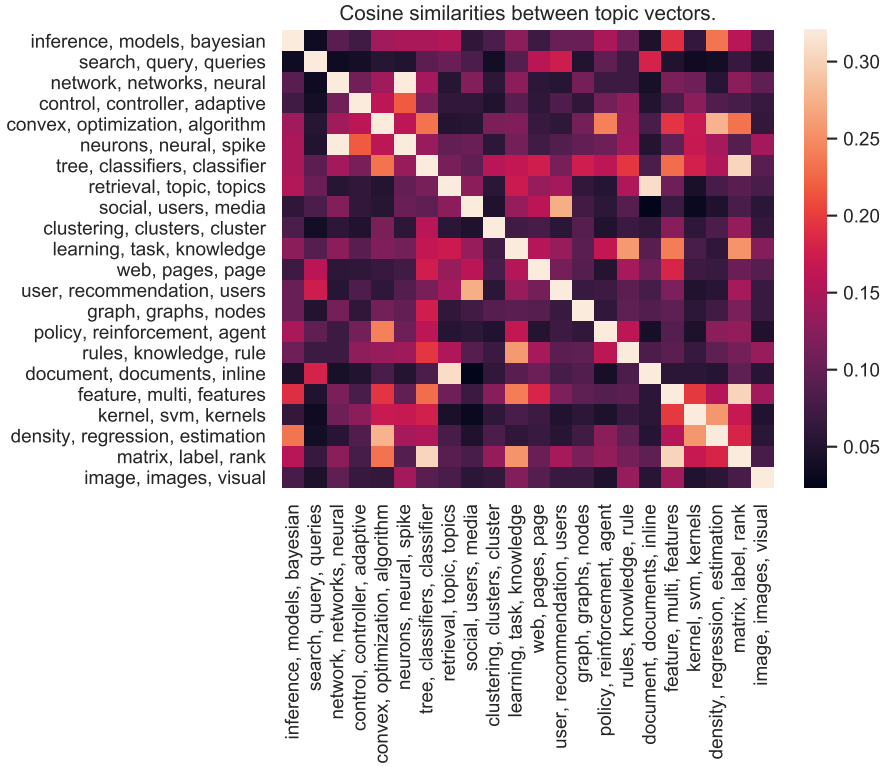 Cosine similarities between topic vectors.
inference, models, bayesian
search, query, queries
network, networks, neural
control, controller, adaptive
convex, optimization, algorithm
neurons, neural, spike
tree, classifiers, classifier
retrieval, topic, topics
social, users, media
clustering, clusters, cluster
learning, task, knowledge
web, pages, page
user, recommendation, users
graph, graphs, nodes
policy, reinforcement, agent
rules, knowledge, rule
document, documents, inline
feature, multi, features
kernel, svm, kernels
density, regression, estimation
matrix, label, rank
image, images, visual
inference, models, bayesian
search, query, queries
network, networks, neural
control, controller, adaptive
convex, optimization, algorithm
neurons, neural, spike
tree, classifiers, classifier
retrieval, topic, topics
social, users, media
clustering, clusters, cluster
learning, task, knowledge
web, pages, page
user, recommendation, users
graph, graphs, nodes
policy, reinforcement, agent
rules, knowledge, rule
document, documents, inline
feature, multi, features
kernel, svm, kernels
density, regression, estimation
matrix, label, rank
image, images, visual
0.30
0.25
0.20
0.15
0.10
0.05